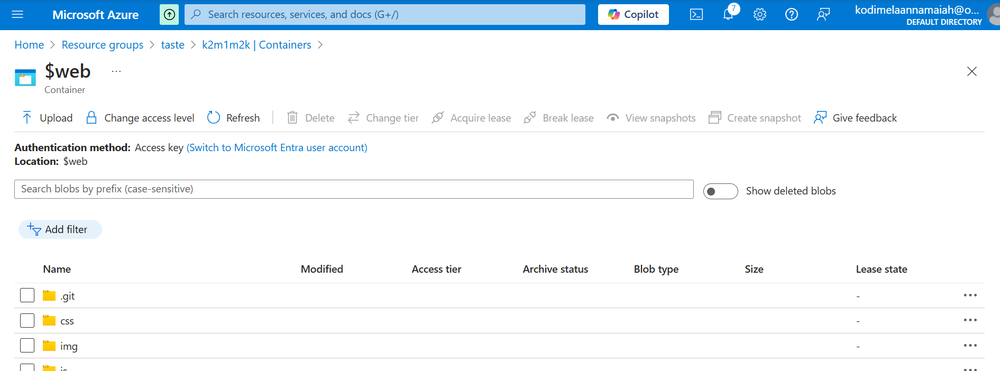 Microsoft Azure
Search resources, services, and docs (G+/)
Copilot
7
kodimelaannamaiah@o...
DEFAULT DIRECTORY
Home > Resource groups > taste > k2m1m2k | Containers >
$web ...
Container
Upload Change access level Refresh Delete Change tier Acquire lease Break lease View snapshots Create snapshot Give feedback
Authentication method: Access key (Switch to Microsoft Entra user account)
Location: $web
Search blobs by prefix (case-sensitive)
Show deleted blobs
Add filter
Name Modified Access tier Archive status Blob type Size Lease state
.git -
css -
img -